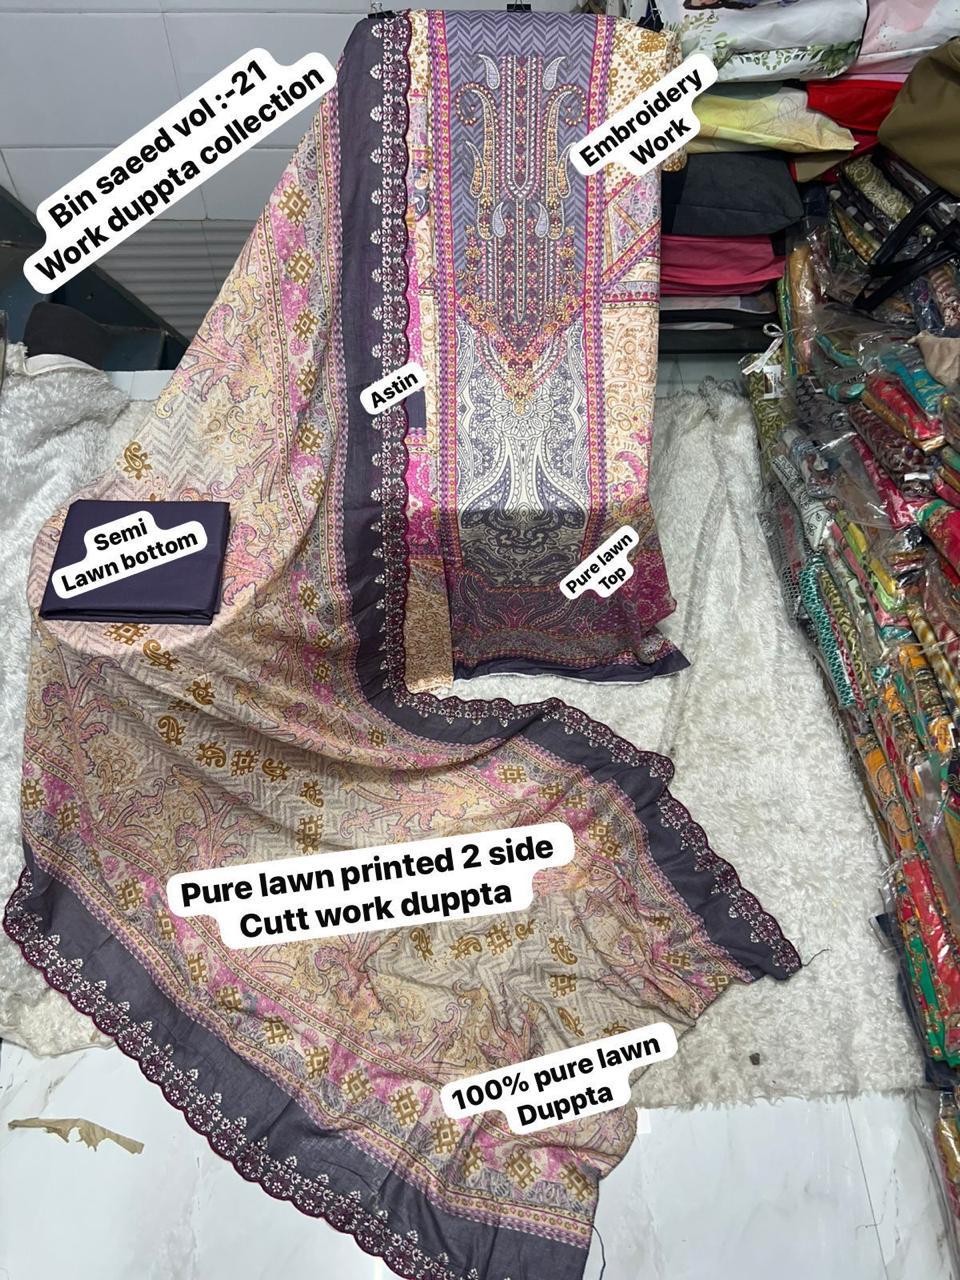 Bin saeed vol :-21
Work duppta collection
Embroidery
Work
Astin
Semi
Lawn bottom
Pure lawn
Top
Pure lawn printed 2 side
Cutt work duppta
100% pure lawn
Duppta